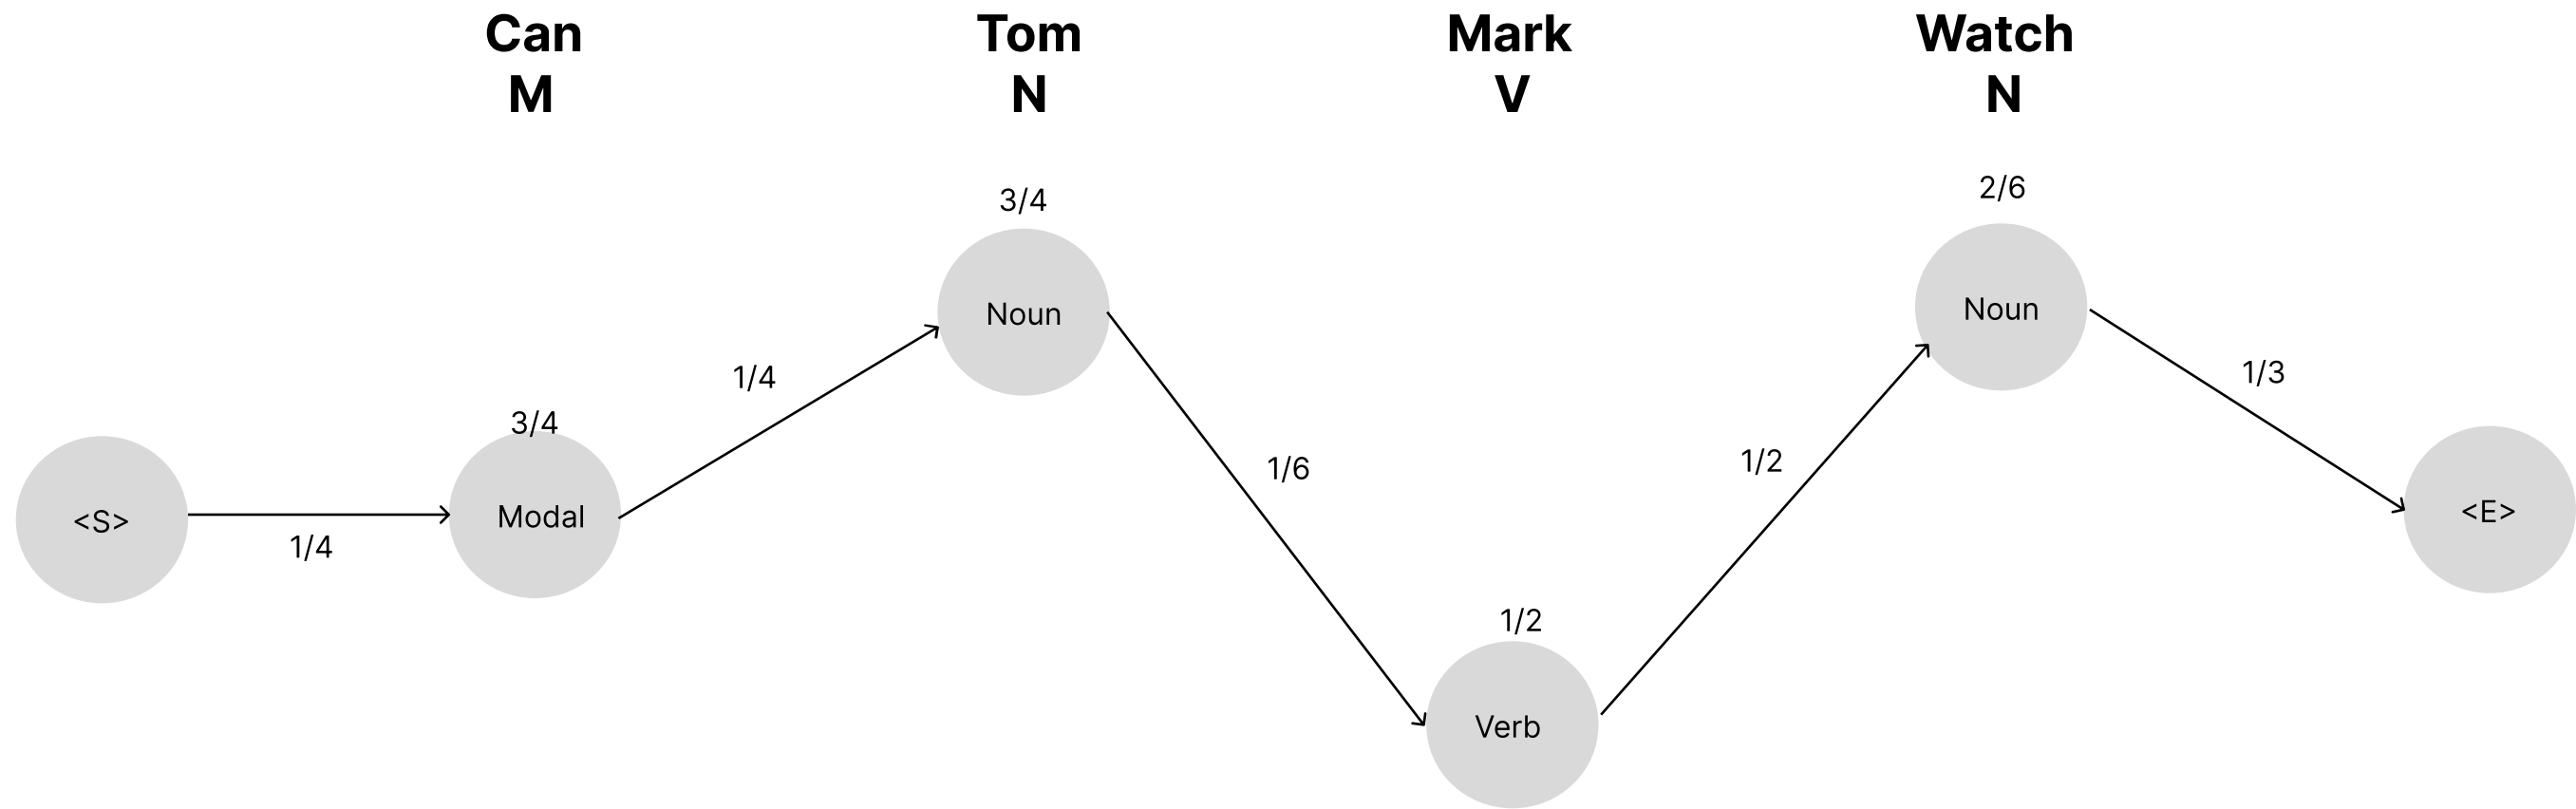 Can Tom Mark Watch
M N V N
3/4 2/6
Noun Noun
1/4 1/3
3/4
1/6
1/2
<S> Modal <E>
1/4
1/2
Verb